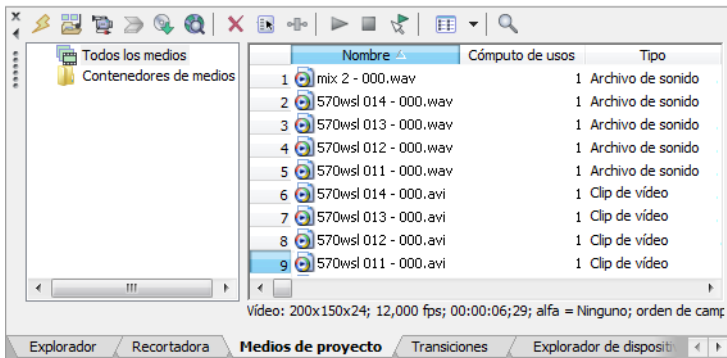 Todos los medios
Contenedores de medios
Nombre Cómputo de usos Tipo
1 mix 2 - 000.wav 1 Archivo de sonido
2 570wsl 014 - 000.wav 1 Archivo de sonido
3 570wsl 013 - 000.wav 1 Archivo de sonido
4 570wsl 012 - 000.wav 1 Archivo de sonido
5 570wsl 011 - 000.wav 1 Archivo de sonido
6 570wsl 014 - 000.avi 1 Clip de vídeo
7 570wsl 013 - 000.avi 1 Clip de vídeo
8 570wsl 012 - 000.avi 1 Clip de vídeo
9 570wsl 011 - 000.avi 1 Clip de vídeo
Vídeo: 200x150x24; 12,000 fps; 00:00:06;29; alfa = Ninguno; orden de camp
Explorador Recortadora Medios de proyecto Transiciones Explorador de dispositiv